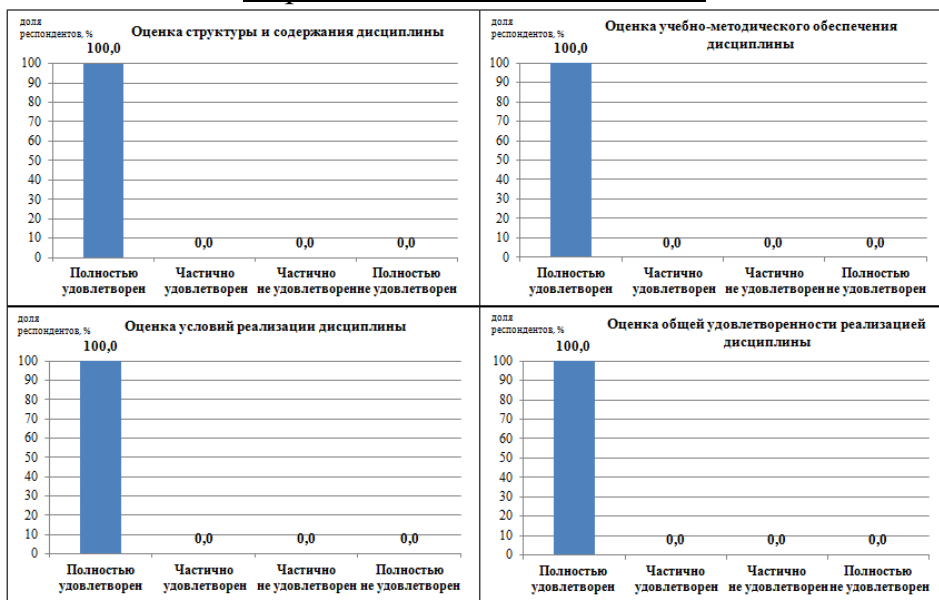 доля
респондентов, %
Оценка структуры и содержания дисциплины
100,0
100
90
80
70
60
50
40
30
20
10
0
0,0 0,0 0,0
Полностью Частично Частично Полностью
удовлетворен удовлетворен не удовлетворен не удовлетворен
доля
респондентов, %
Оценка учебно-методического обеспечения
дисциплины
100,0
100
90
80
70
60
50
40
30
20
10
0
0,0 0,0 0,0
Полностью Частично Частично Полностью
удовлетворен удовлетворен не удовлетворен не удовлетворен
доля
респондентов, %
Оценка условий реализации дисциплины
100,0
100
90
80
70
60
50
40
30
20
10
0
0,0 0,0 0,0
Полностью Частично Частично Полностью
удовлетворен удовлетворен не удовлетворен не удовлетворен
доля
респондентов, %
Оценка общей удовлетворенности реализацией
дисциплины
100,0
100
90
80
70
60
50
40
30
20
10
0
0,0 0,0 0,0
Полностью Частично Частично Полностью
удовлетворен удовлетворен не удовлетворен не удовлетворен